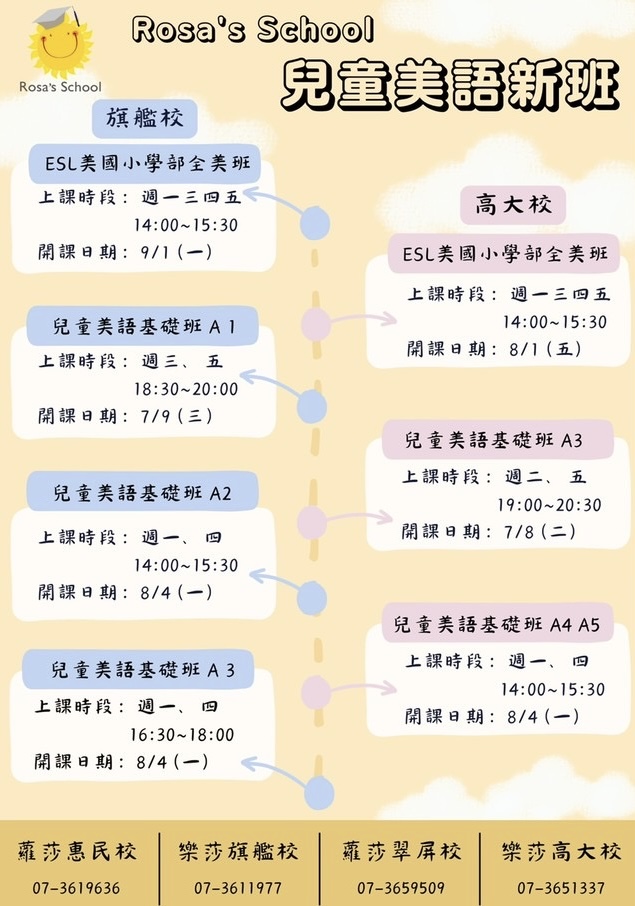 Rosa's School
Rosa's School
兒童美語新班
旗艦校
ESL美國小學部全美班
上課時段：週一三四五
14:00~15:30
開課日期：9/1(一)
兒童美語基礎班 A1
上課時段：週三、五
18:30~20:00
開課日期：7/9(三)
兒童美語基礎班 A2
上課時段：週一、四
14:00~15:30
開課日期：8/4(一)
兒童美語基礎班 A3
上課時段：週一、四
16:30~18:00
開課日期：8/4(一)
高大校
ESL美國小學部全美班
上課時段：週一三四五
14:00~15:30
開課日期：8/1(五)
兒童美語基礎班 A3
上課時段：週二、五
19:00~20:30
開課日期：7/8(二)
兒童美語基礎班 A4 A5
上課時段：週一、四
14:00~15:30
開課日期：8/4(一)
蘿莎惠民校
07-3619636
樂莎旗艦校
07-3611977
蘿莎翠屏校
07-3659509
樂莎高大校
07-3651337